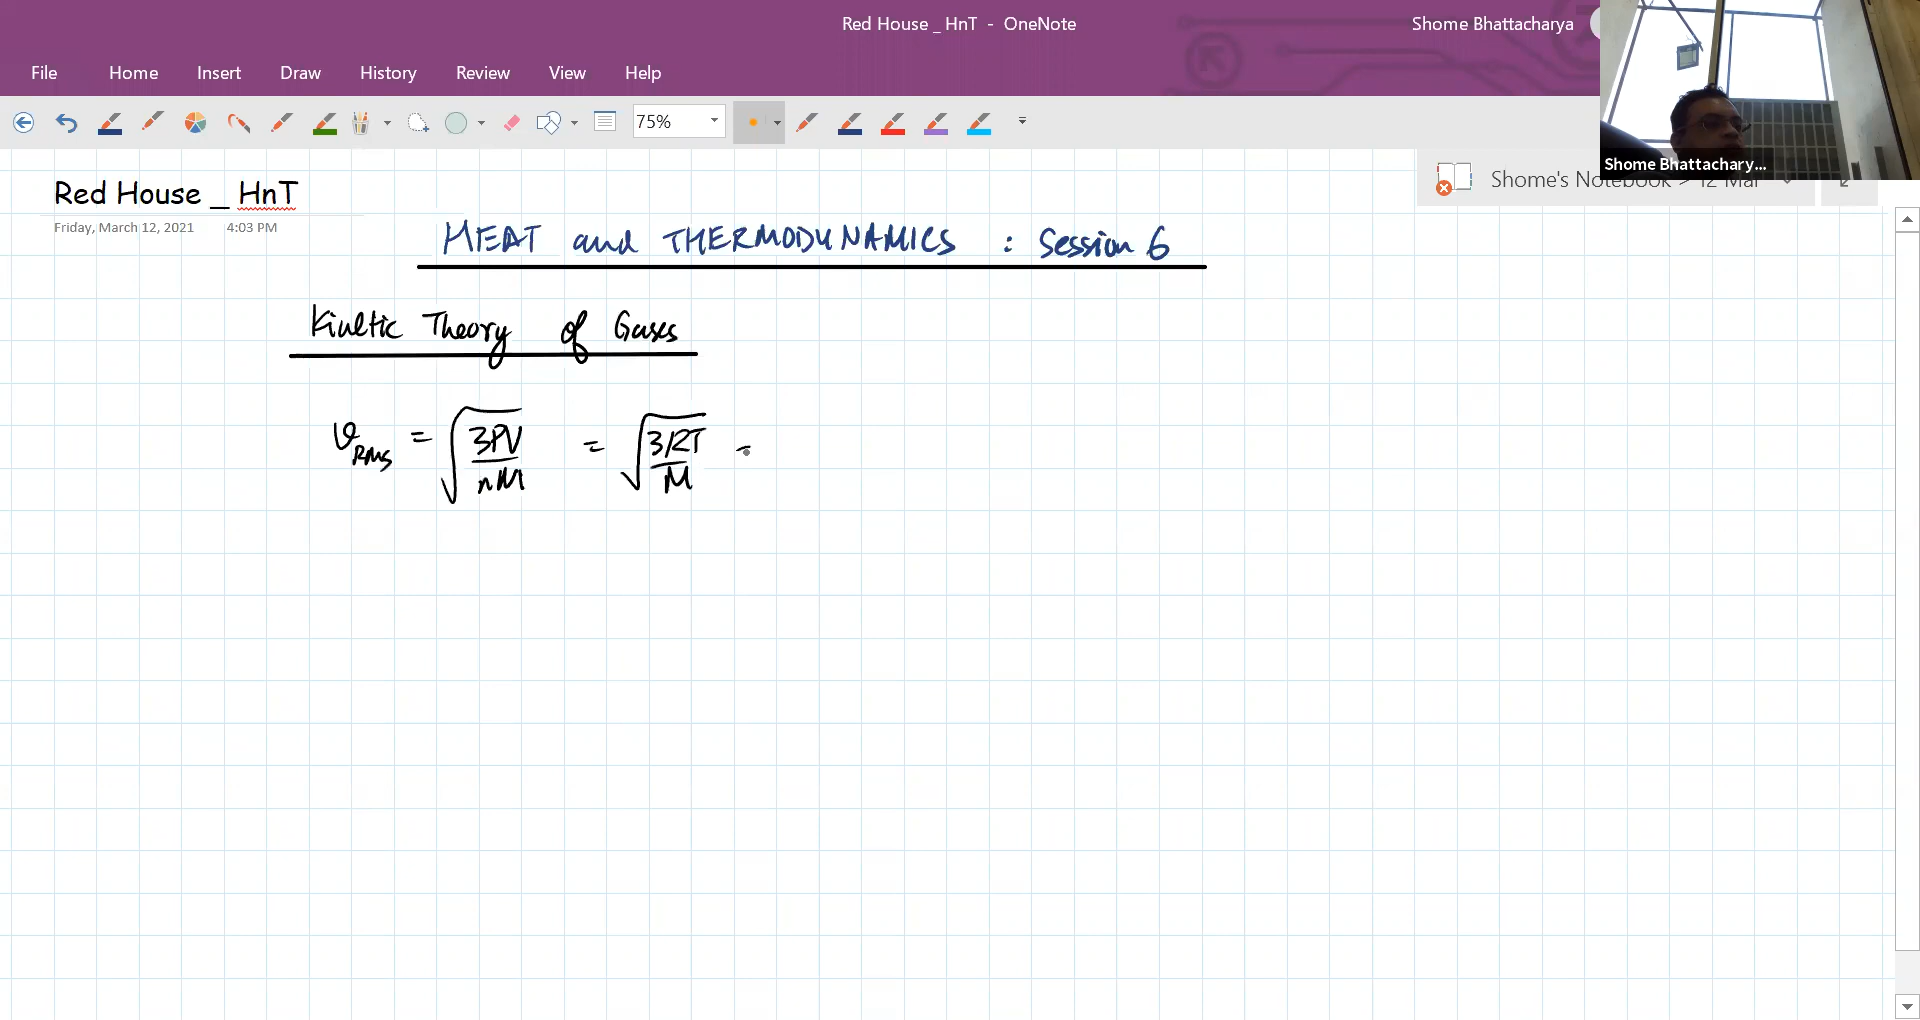 Red House _ HnT - OneNote
Shome Bhattacharya
File Home Insert Draw History Review View Help
75%
Shome Bhattachary...
Shome's Notebook > 12 Mar
Red House _ HnT
Friday, March 12, 2021 4:03 PM
HEAT and THERMODYNAMICS : Session 6
Kinetic Theory of Gases
v_RMS = √(3PV/nM) = √(3RT/M) =